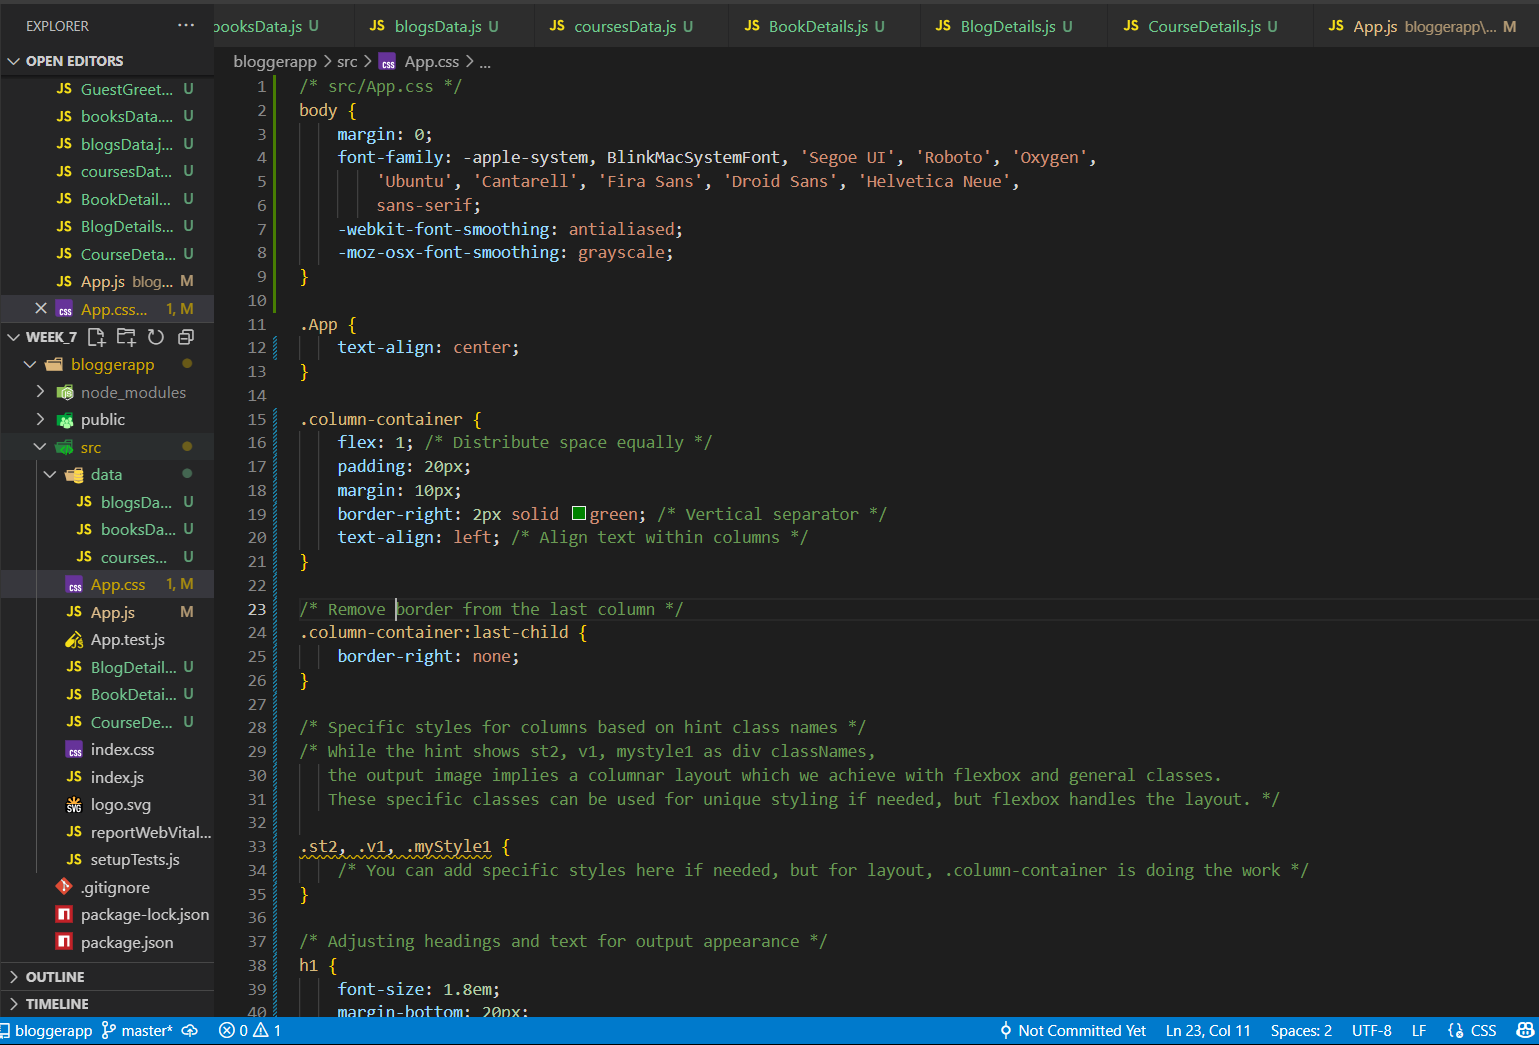 EXPLORER
OPEN EDITORS
GuestGreet... U
booksData.... U
blogsData.j... U
coursesDat... U
BookDetail... U
BlogDetails... U
CourseDeta... U
App.js blog... M
App.css... 1, M
WEEK_7
bloggerapp
node_modules
public
src
data
blogsDa... U
booksDa... U
courses... U
App.css 1, M
App.js M
App.test.js
BlogDetail... U
BookDetai... U
CourseDe... U
index.css
index.js
logo.svg
reportWebVital...
setupTests.js
.gitignore
package-lock.json
package.json
OUTLINE
TIMELINE
booksData.js U JS blogsData.js U JS coursesData.js U JS BookDetails.js U JS BlogDetails.js U JS CourseDetails.js U JS App.js bloggerapp\... M
bloggerapp > src > App.css > ...
1 /* src/App.css */
2 body {
3 margin: 0;
4 font-family: -apple-system, BlinkMacSystemFont, 'Segoe UI', 'Roboto', 'Oxygen',
5 'Ubuntu', 'Cantarell', 'Fira Sans', 'Droid Sans', 'Helvetica Neue',
6 sans-serif;
7 -webkit-font-smoothing: antialiased;
8 -moz-osx-font-smoothing: grayscale;
9 }
10
11 .App {
12 text-align: center;
13 }
14
15 .column-container {
16 flex: 1; /* Distribute space equally */
17 padding: 20px;
18 margin: 10px;
19 border-right: 2px solid green; /* Vertical separator */
20 text-align: left; /* Align text within columns */
21 }
22
23 /* Remove border from the last column */
24 .column-container:last-child {
25 border-right: none;
26 }
27
28 /* Specific styles for columns based on hint class names */
29 /* While the hint shows st2, v1, mystyle1 as div classNames,
30 the output image implies a columnar layout which we achieve with flexbox and general classes.
31 These specific classes can be used for unique styling if needed, but flexbox handles the layout. */
32
33 .st2, .v1, .myStyle1 {
34 /* You can add specific styles here if needed, but for layout, .column-container is doing the work */
35 }
36
37 /* Adjusting headings and text for output appearance */
38 h1 {
39 font-size: 1.8em;
40 margin-bottom: 20px;
bloggerapp master* 0 1 Not Committed Yet Ln 23, Col 11 Spaces: 2 UTF-8 LF CSS